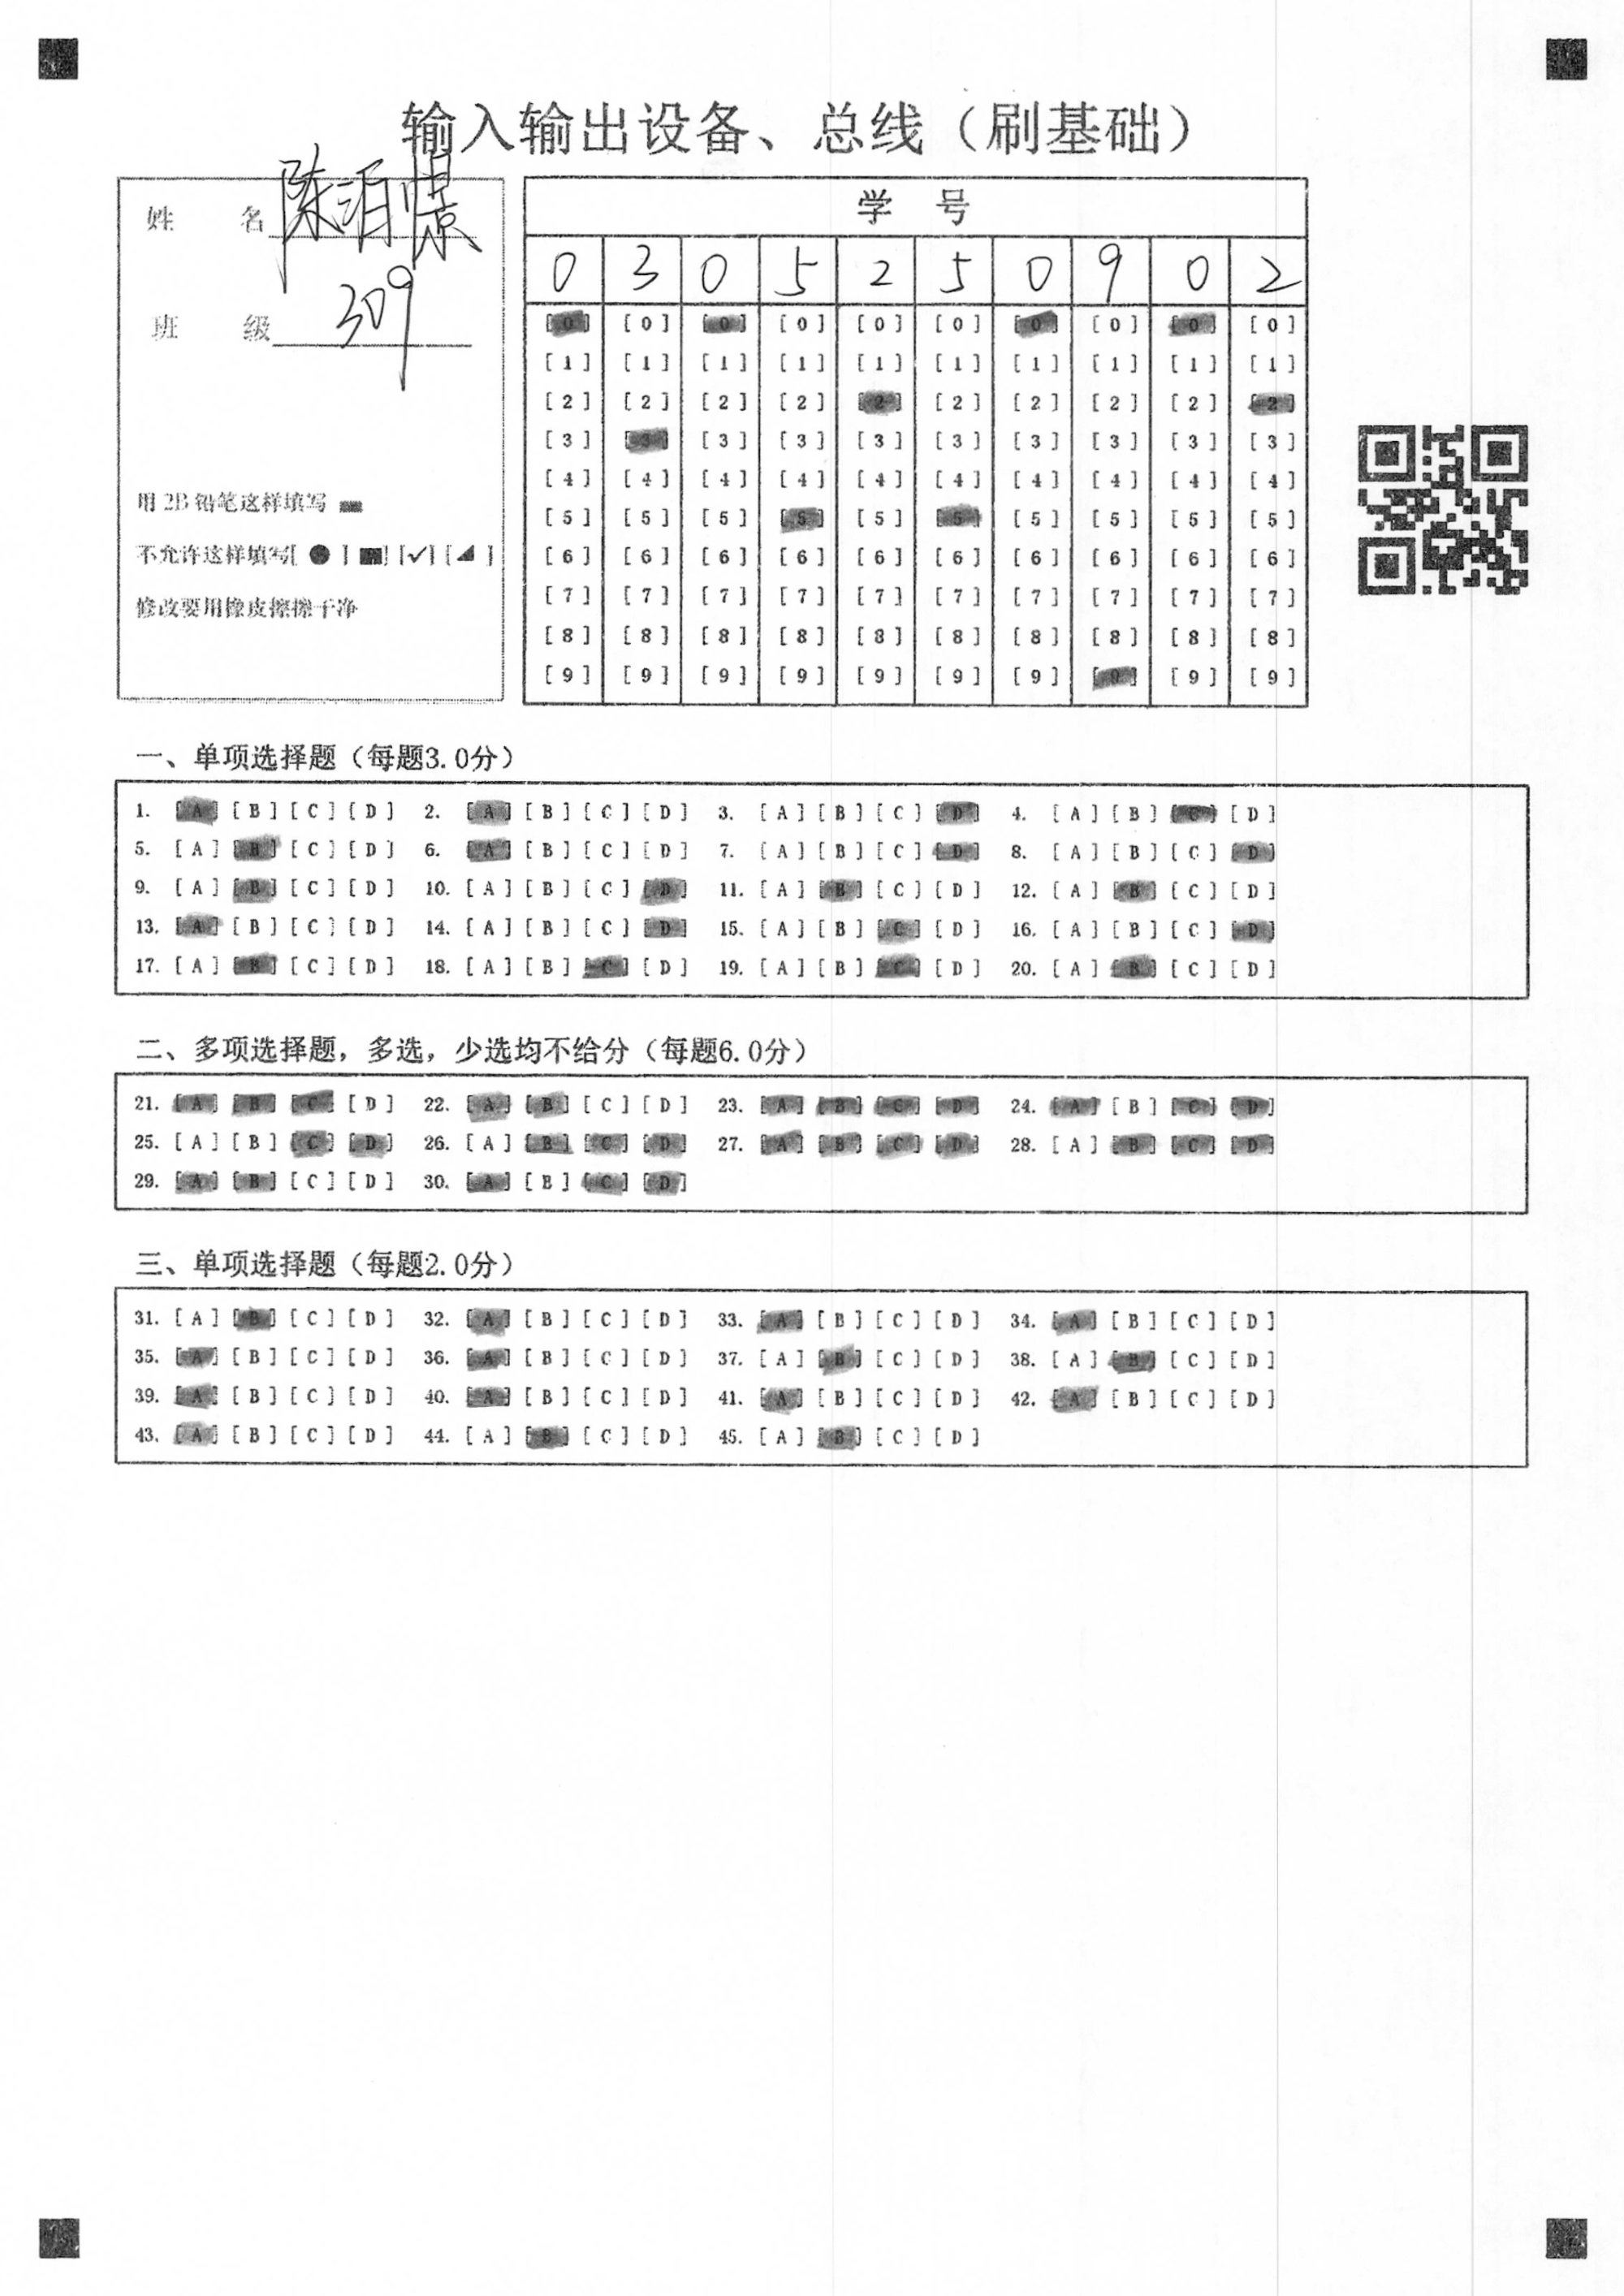 输入输出设备、总线（刷基础）
姓 名 陈泊憬
班 级 309
用2B铅笔这样填写
不允许这样填写[ ● ] [■] [✓] [◢ ]
修改要用橡皮擦擦干净
学 号
0 3 0 5 2 5 0 9 0 2
[0] [0] [0] [0] [0] [0] [0] [0] [0] [0]
[1] [1] [1] [1] [1] [1] [1] [1] [1] [1]
[2] [2] [2] [2] [2] [2] [2] [2] [2] [2]
[3] [3] [3] [3] [3] [3] [3] [3] [3] [3]
[4] [4] [4] [4] [4] [4] [4] [4] [4] [4]
[5] [5] [5] [5] [5] [5] [5] [5] [5] [5]
[6] [6] [6] [6] [6] [6] [6] [6] [6] [6]
[7] [7] [7] [7] [7] [7] [7] [7] [7] [7]
[8] [8] [8] [8] [8] [8] [8] [8] [8] [8]
[9] [9] [9] [9] [9] [9] [9] [9] [9] [9]
一、单项选择题（每题3.0分）
1. [A] [B] [C] [D] 2. [A] [B] [C] [D] 3. [A] [B] [C] [D] 4. [A] [B] [C] [D]
5. [A] [B] [C] [D] 6. [A] [B] [C] [D] 7. [A] [B] [C] [D] 8. [A] [B] [C] [D]
9. [A] [B] [C] [D] 10. [A] [B] [C] [D] 11. [A] [B] [C] [D] 12. [A] [B] [C] [D]
13. [A] [B] [C] [D] 14. [A] [B] [C] [D] 15. [A] [B] [C] [D] 16. [A] [B] [C] [D]
17. [A] [B] [C] [D] 18. [A] [B] [C] [D] 19. [A] [B] [C] [D] 20. [A] [B] [C] [D]
二、多项选择题，多选，少选均不给分（每题6.0分）
21. [A] [B] [C] [D] 22. [A] [B] [C] [D] 23. [A] [B] [C] [D] 24. [A] [B] [C] [D]
25. [A] [B] [C] [D] 26. [A] [B] [C] [D] 27. [A] [B] [C] [D] 28. [A] [B] [C] [D]
29. [A] [B] [C] [D] 30. [A] [B] [C] [D]
三、单项选择题（每题2.0分）
31. [A] [B] [C] [D] 32. [A] [B] [C] [D] 33. [A] [B] [C] [D] 34. [A] [B] [C] [D]
35. [A] [B] [C] [D] 36. [A] [B] [C] [D] 37. [A] [B] [C] [D] 38. [A] [B] [C] [D]
39. [A] [B] [C] [D] 40. [A] [B] [C] [D] 41. [A] [B] [C] [D] 42. [A] [B] [C] [D]
43. [A] [B] [C] [D] 44. [A] [B] [C] [D] 45. [A] [B] [C] [D]